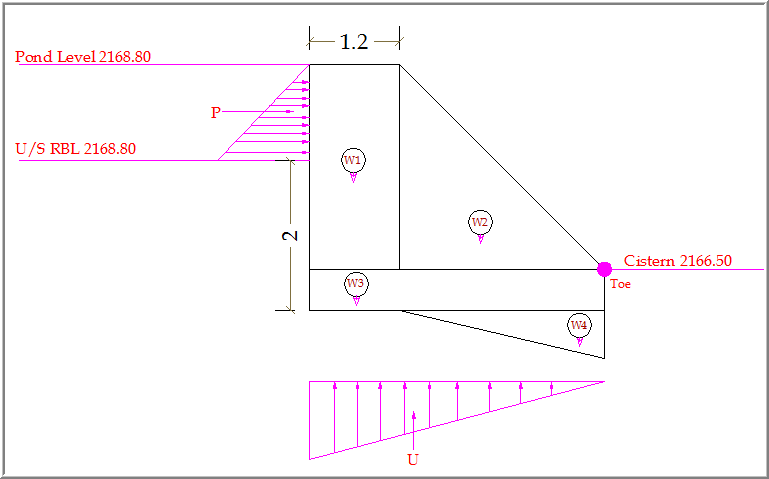 1.2
Pond Level 2168.80
P
U/S RBL 2168.80
W1
2
W2
Cistern 2166.50
W3
Toe
W4
U